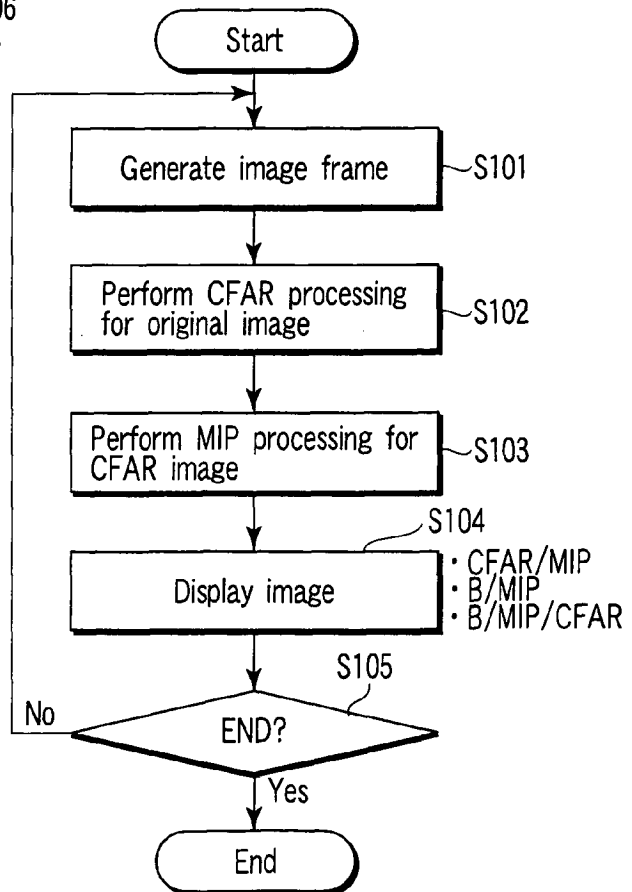 06
Start
Generate image frame
S101
Perform CFAR processing
for original image
S102
Perform MIP processing for
CFAR image
S103
S104
Display image
· CFAR/MIP
· B/MIP
· B/MIP/CFAR
S105
END?
No
Yes
End